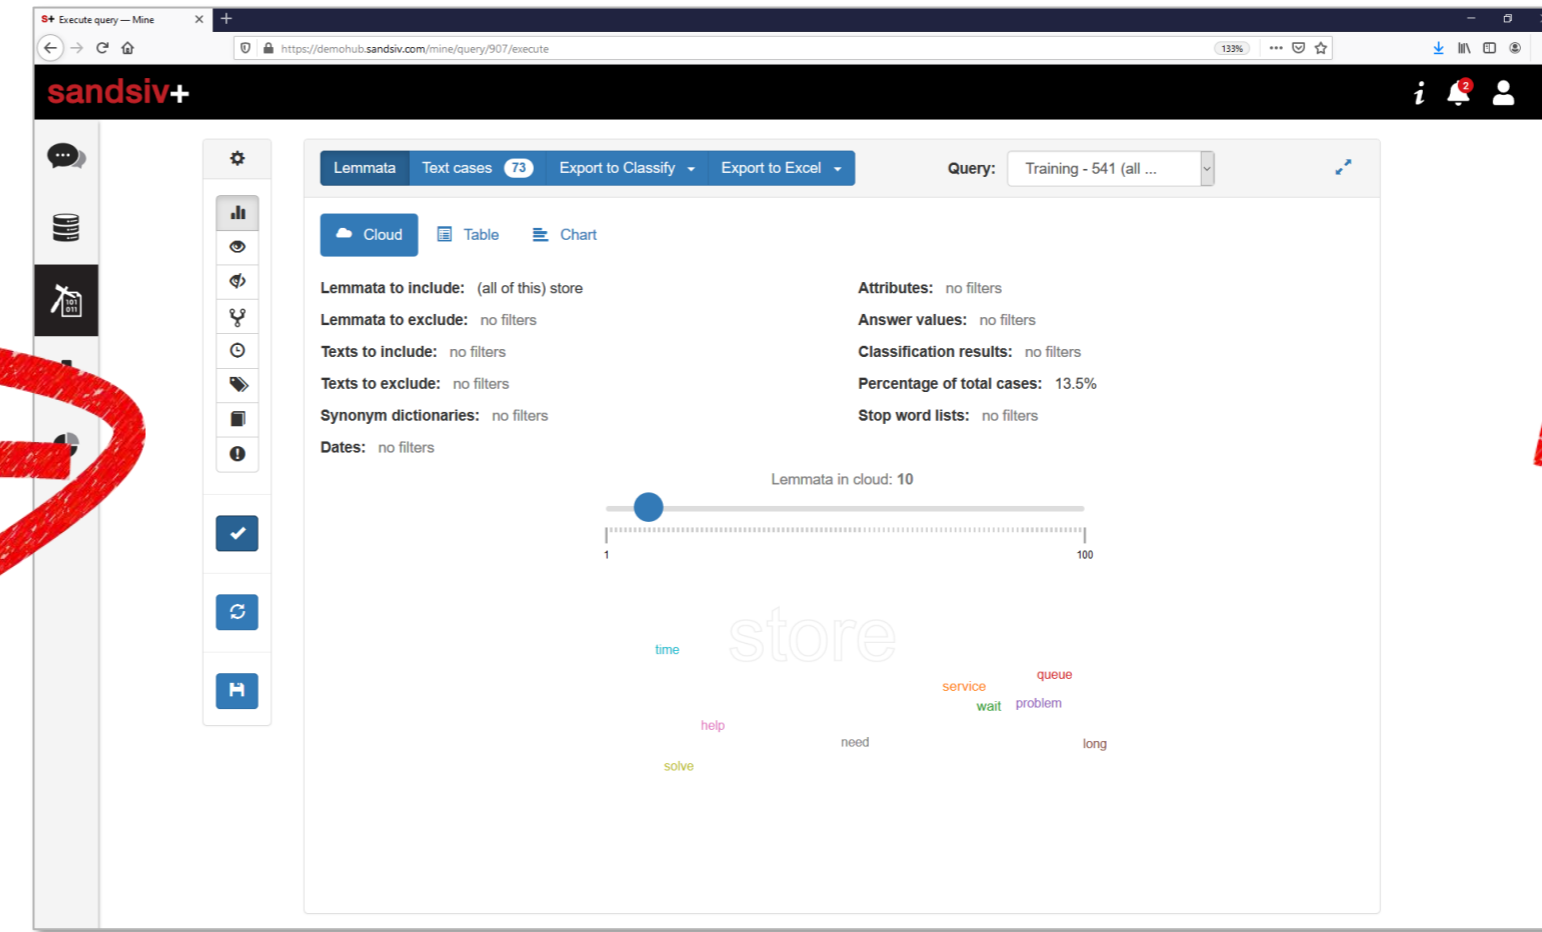 S+ Execute query — Mine
https://demohub.sandsiv.com/mine/query/907/execute
133%
sandsiv+
i
2
Lemmata Text cases 73 Export to Classify Export to Excel Query: Training - 541 (all ...
Cloud Table Chart
Lemmata to include: (all of this) store
Attributes: no filters
Lemmata to exclude: no filters
Answer values: no filters
Texts to include: no filters
Classification results: no filters
Texts to exclude: no filters
Percentage of total cases: 13.5%
Synonym dictionaries: no filters
Stop word lists: no filters
Dates: no filters
Lemmata in cloud: 10
1 100
store
time
queue
service
wait problem
help
need
long
solve
101
011